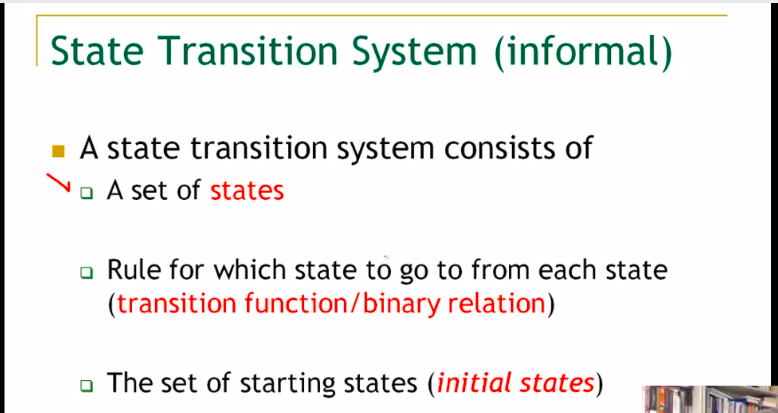 State Transition System (informal)
A state transition system consists of
A set of states
Rule for which state to go to from each state
(transition function/binary relation)
The set of starting states (initial states)